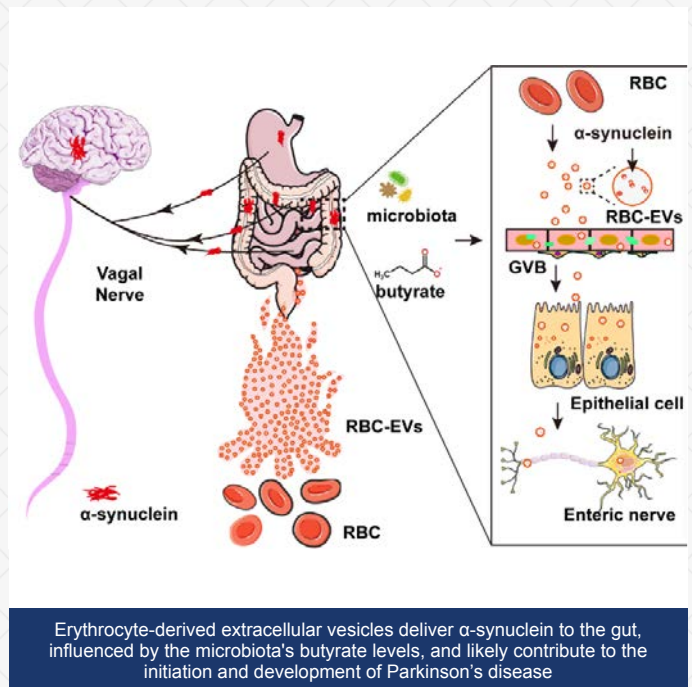 RBC
α-synuclein
RBC-EVs
GVB
Epithelial cell
Enteric nerve
microbiota
H₃C
O
O⁻
butyrate
Vagal
Nerve
RBC-EVs
α-synuclein
RBC
Erythrocyte-derived extracellular vesicles deliver α-synuclein to the gut,
influenced by the microbiota's butyrate levels, and likely contribute to the
initiation and development of Parkinson’s disease